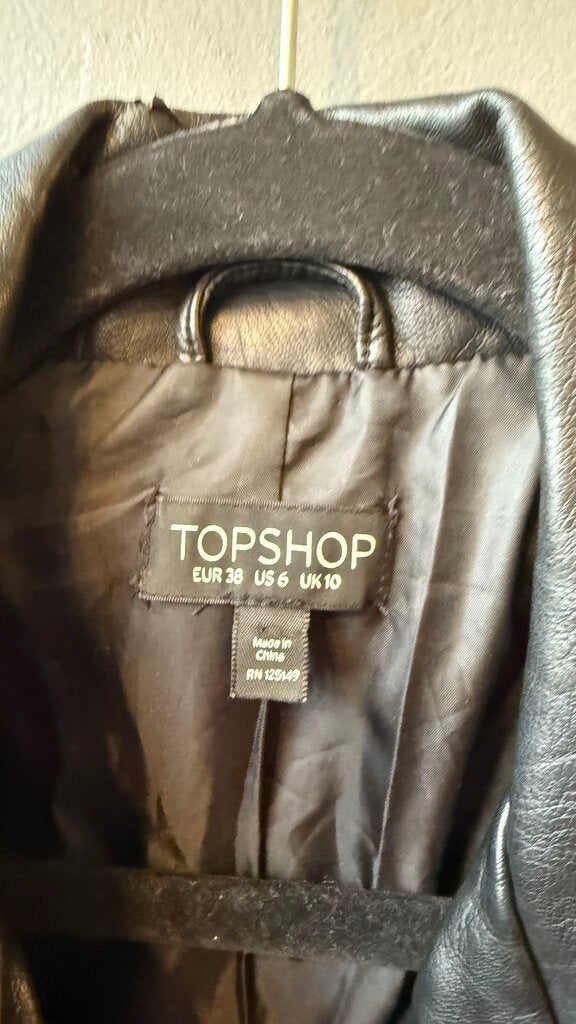 TOPSHOP
EUR 38 US 6 UK 10
Made in
China
RN 125149